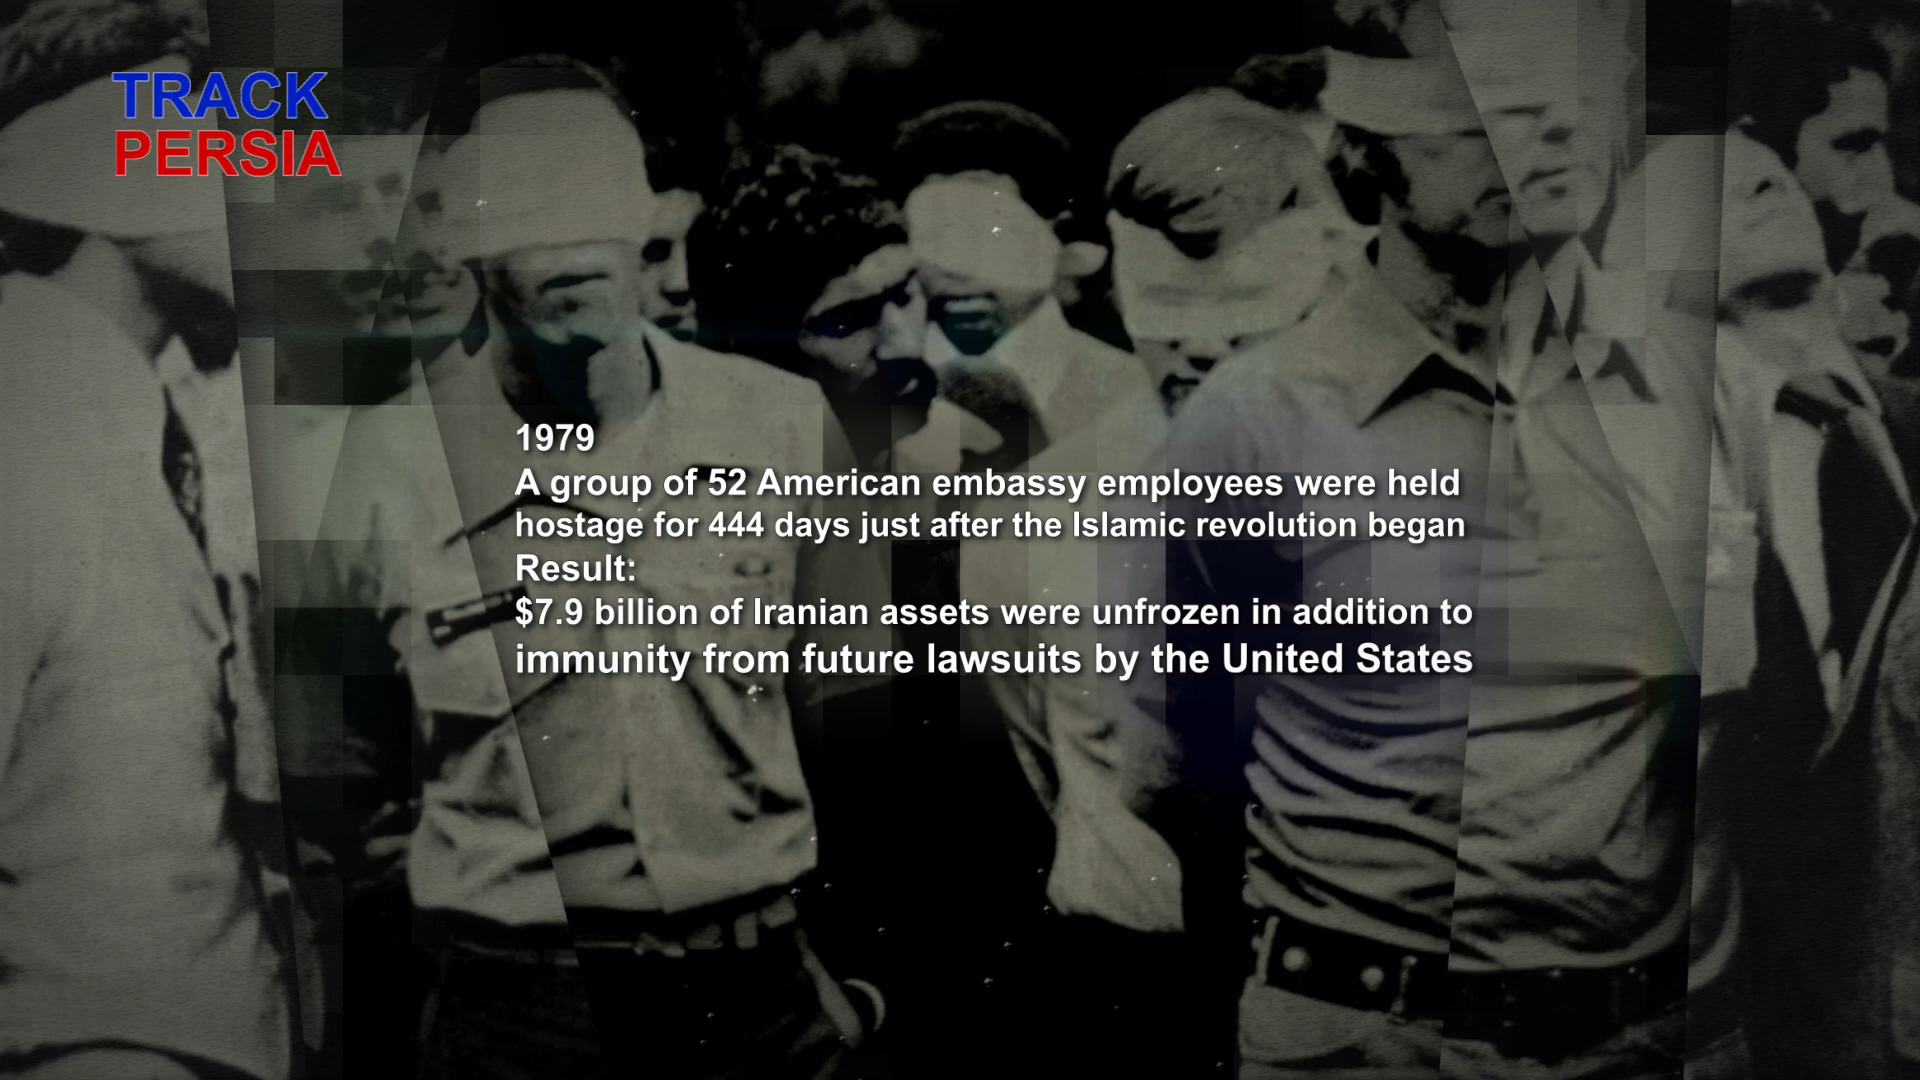 TRACK
PERSIA
1979
A group of 52 American embassy employees were held
hostage for 444 days just after the Islamic revolution began
Result:
$7.9 billion of Iranian assets were unfrozen in addition to
immunity from future lawsuits by the United States